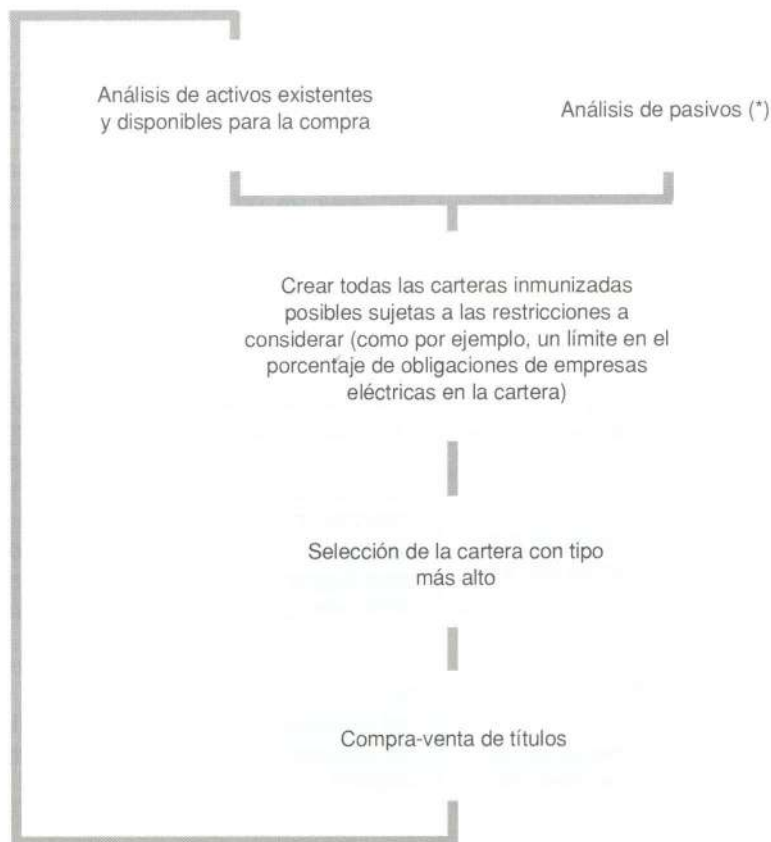 Análisis de activos existentes
y disponibles para la compra
Análisis de pasivos (*)
Crear todas las carteras inmunizadas
posibles sujetas a las restricciones a
considerar (como por ejemplo, un límite en el
porcentaje de obligaciones de empresas
eléctricas en la cartera)
Selección de la cartera con tipo
más alto
Compra-venta de títulos